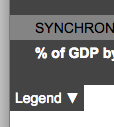 SYNCHRON
% of GDP by
Legend ▼